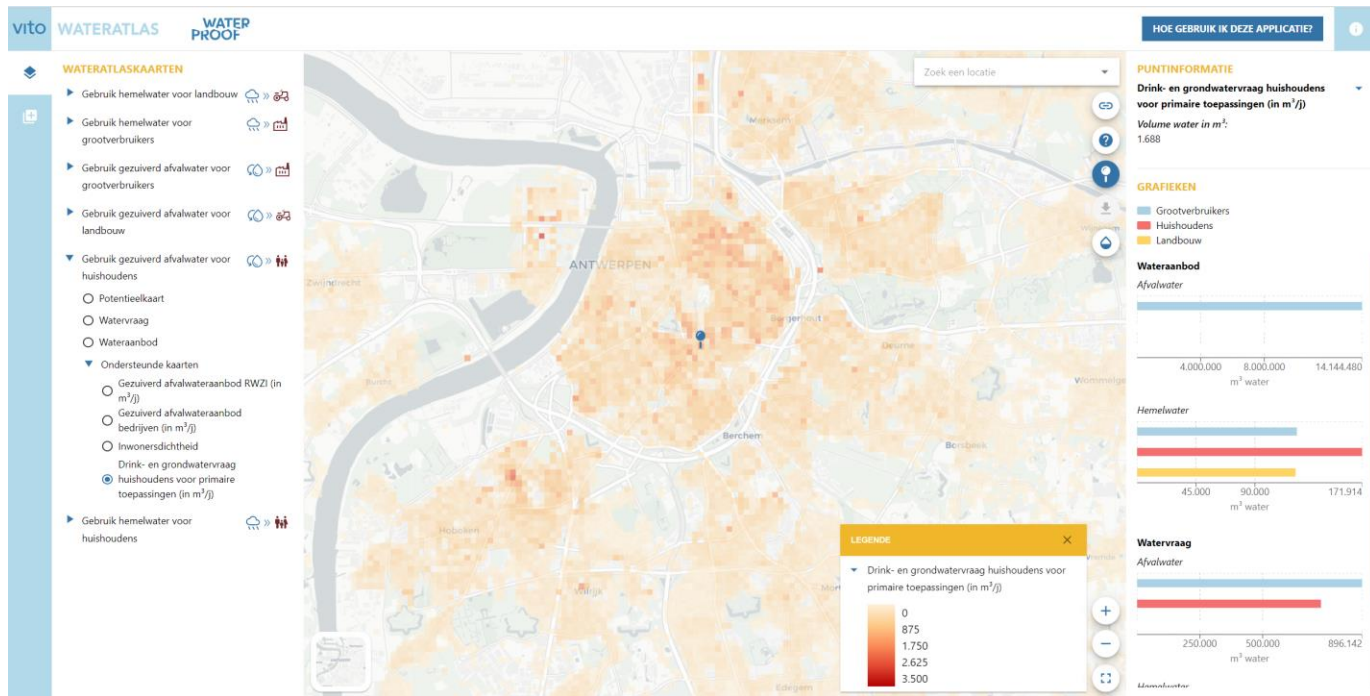 vito WATERATLAS WATER PROOF
HOE GEBRUIK IK DEZE APPLICATIE?
WATERATLASKAARTEN
Gebruik hemelwater voor landbouw
Gebruik hemelwater voor
grootverbruikers
Gebruik gezuiverd afvalwater voor
grootverbruikers
Gebruik gezuiverd afvalwater voor
landbouw
Gebruik gezuiverd afvalwater voor
huishoudens
Potentieelkaart
Watervraag
Wateraanbod
Ondersteunde kaarten
Gezuiverd afvalwateraanbod RWZI (in
m³/j)
Gezuiverd afvalwateraanbod
bedrijven (in m³/j)
Inwonersdichtheid
Drink- en grondwatervraag
huishoudens voor primaire
toepassingen (in m³/j)
Gebruik hemelwater voor
huishoudens
Zoek een locatie
Merksem
ANTWERPEN
Zwijndrecht
Borgerhout
Deurne
Wommelge
Berchem
Borsbeek
Hoboken
Wilrijk
Mort
Edegem
LEGENDE
Drink- en grondwatervraag huishoudens voor
primaire toepassingen (in m³/j)
0
875
1.750
2.625
3.500
PUNTINFORMATIE
Drink- en grondwatervraag huishoudens
voor primaire toepassingen (in m³/j)
Volume water in m³:
1.688
GRAFIEKEN
Grootverbruikers
Huishoudens
Landbouw
Wateraanbod
Afvalwater
4.000.000 8.000.000 14.144.480
m³ water
Hemelwater
45.000 90.000 171.914
m³ water
Watervraag
Afvalwater
250.000 500.000 896.142
m³ water
Hemelwater